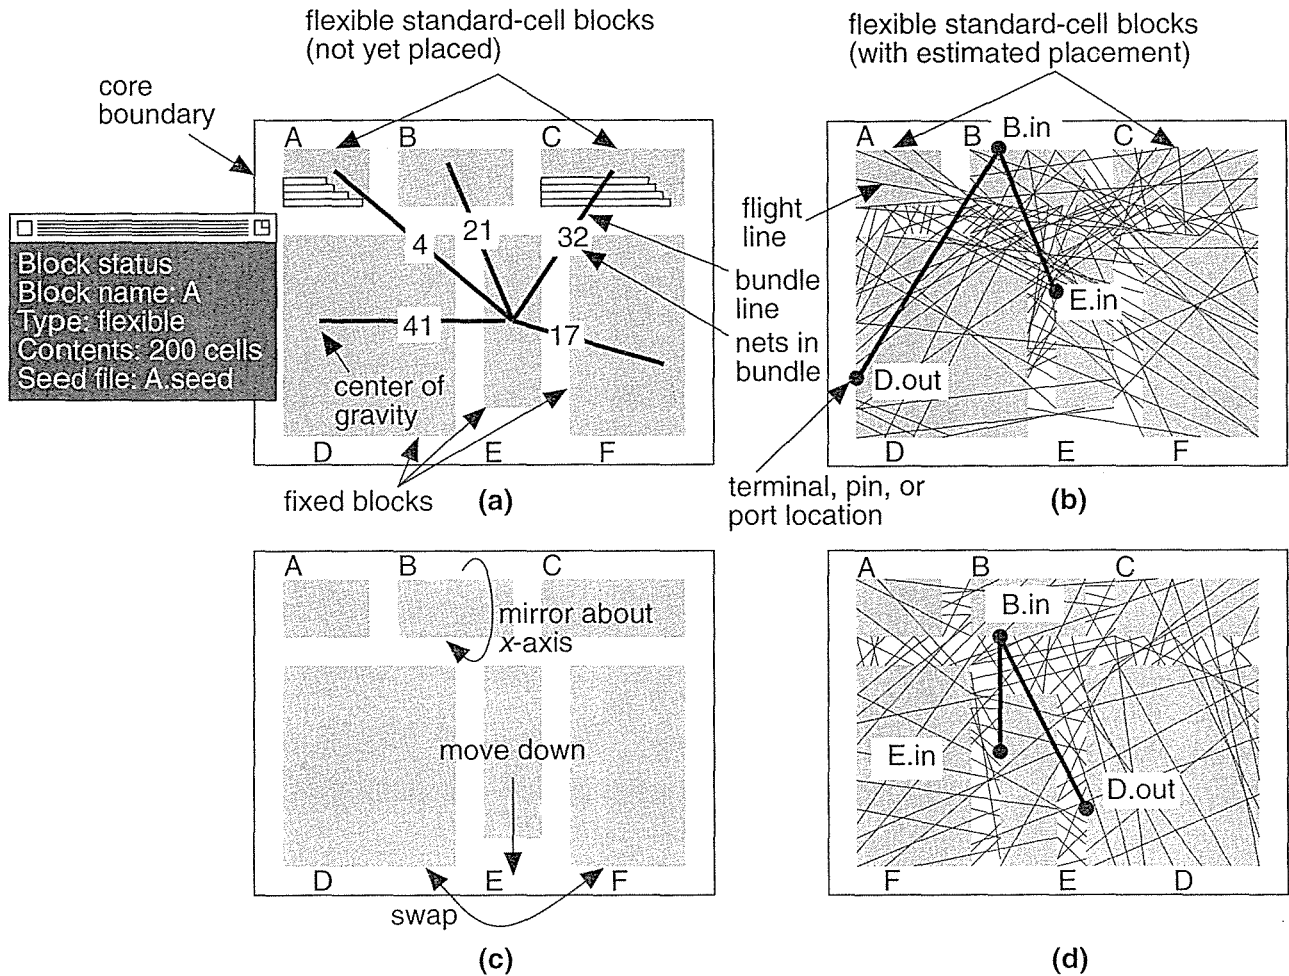 flexible standard-cell blocks
(not yet placed)
flexible standard-cell blocks
(with estimated placement)
core
boundary
A
B
C
4
21
32
41
17
Block status
Block name: A
Type: flexible
Contents: 200 cells
Seed file: A.seed
center of
gravity
D
E
F
fixed blocks
(a)
flight
line
bundle
line
nets in
bundle
A
B
B.in
C
E.in
D.out
D
E
F
terminal, pin, or
port location
(b)
A
B
C
mirror about
x-axis
move down
D
E
F
swap
(c)
A
B
C
B.in
E.in
D.out
F
E
D
(d)